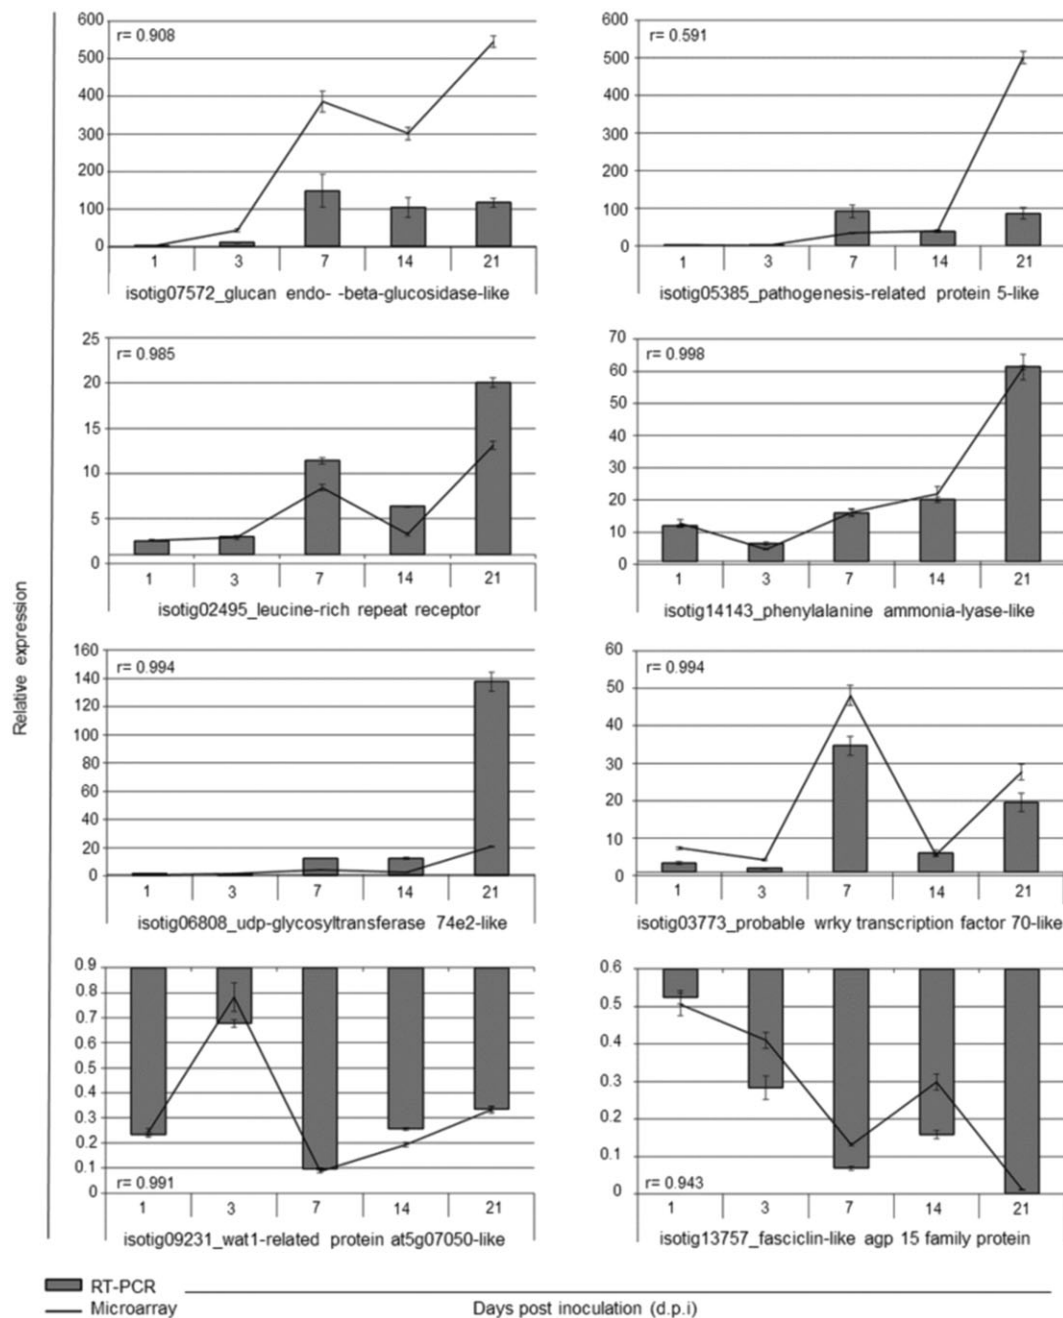 Relative expression
r= 0.908
600
500
400
300
200
100
0
1 3 7 14 21
isotig07572_glucan endo- -beta-glucosidase-like
r= 0.591
600
500
400
300
200
100
0
1 3 7 14 21
isotig05385_pathogenesis-related protein 5-like
r= 0.985
25
20
15
10
5
0
1 3 7 14 21
isotig02495_leucine-rich repeat receptor
r= 0.998
70
60
50
40
30
20
10
0
1 3 7 14 21
isotig14143_phenylalanine ammonia-lyase-like
r= 0.994
160
140
120
100
80
60
40
20
0
1 3 7 14 21
isotig06808_udp-glycosyltransferase 74e2-like
r= 0.994
60
50
40
30
20
10
0
1 3 7 14 21
isotig03773_probable wrky transcription factor 70-like
0.9
0.8
0.7
0.6
0.5
0.4
0.3
0.2
0.1
0
r= 0.991
1 3 7 14 21
isotig09231_wat1-related protein at5g07050-like
0.6
0.5
0.4
0.3
0.2
0.1
0
r= 0.943
1 3 7 14 21
isotig13757_fasciclin-like agp 15 family protein
RT-PCR
Microarray
Days post inoculation (d.p.i)